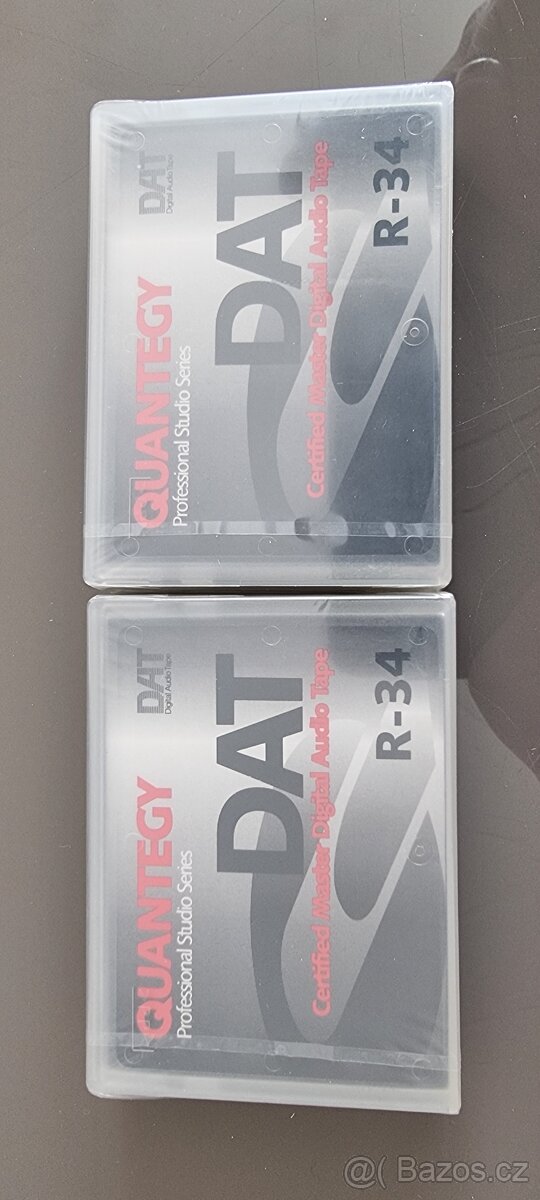 QUANTEGY
Professional Studio Series
DAT
Digital Audio Tape
DAT
Certified Master Digital Audio Tape
R-34
QUANTEGY
Professional Studio Series
DAT
Digital Audio Tape
DAT
Certified Master Digital Audio Tape
R-34
@( Bazos.cz